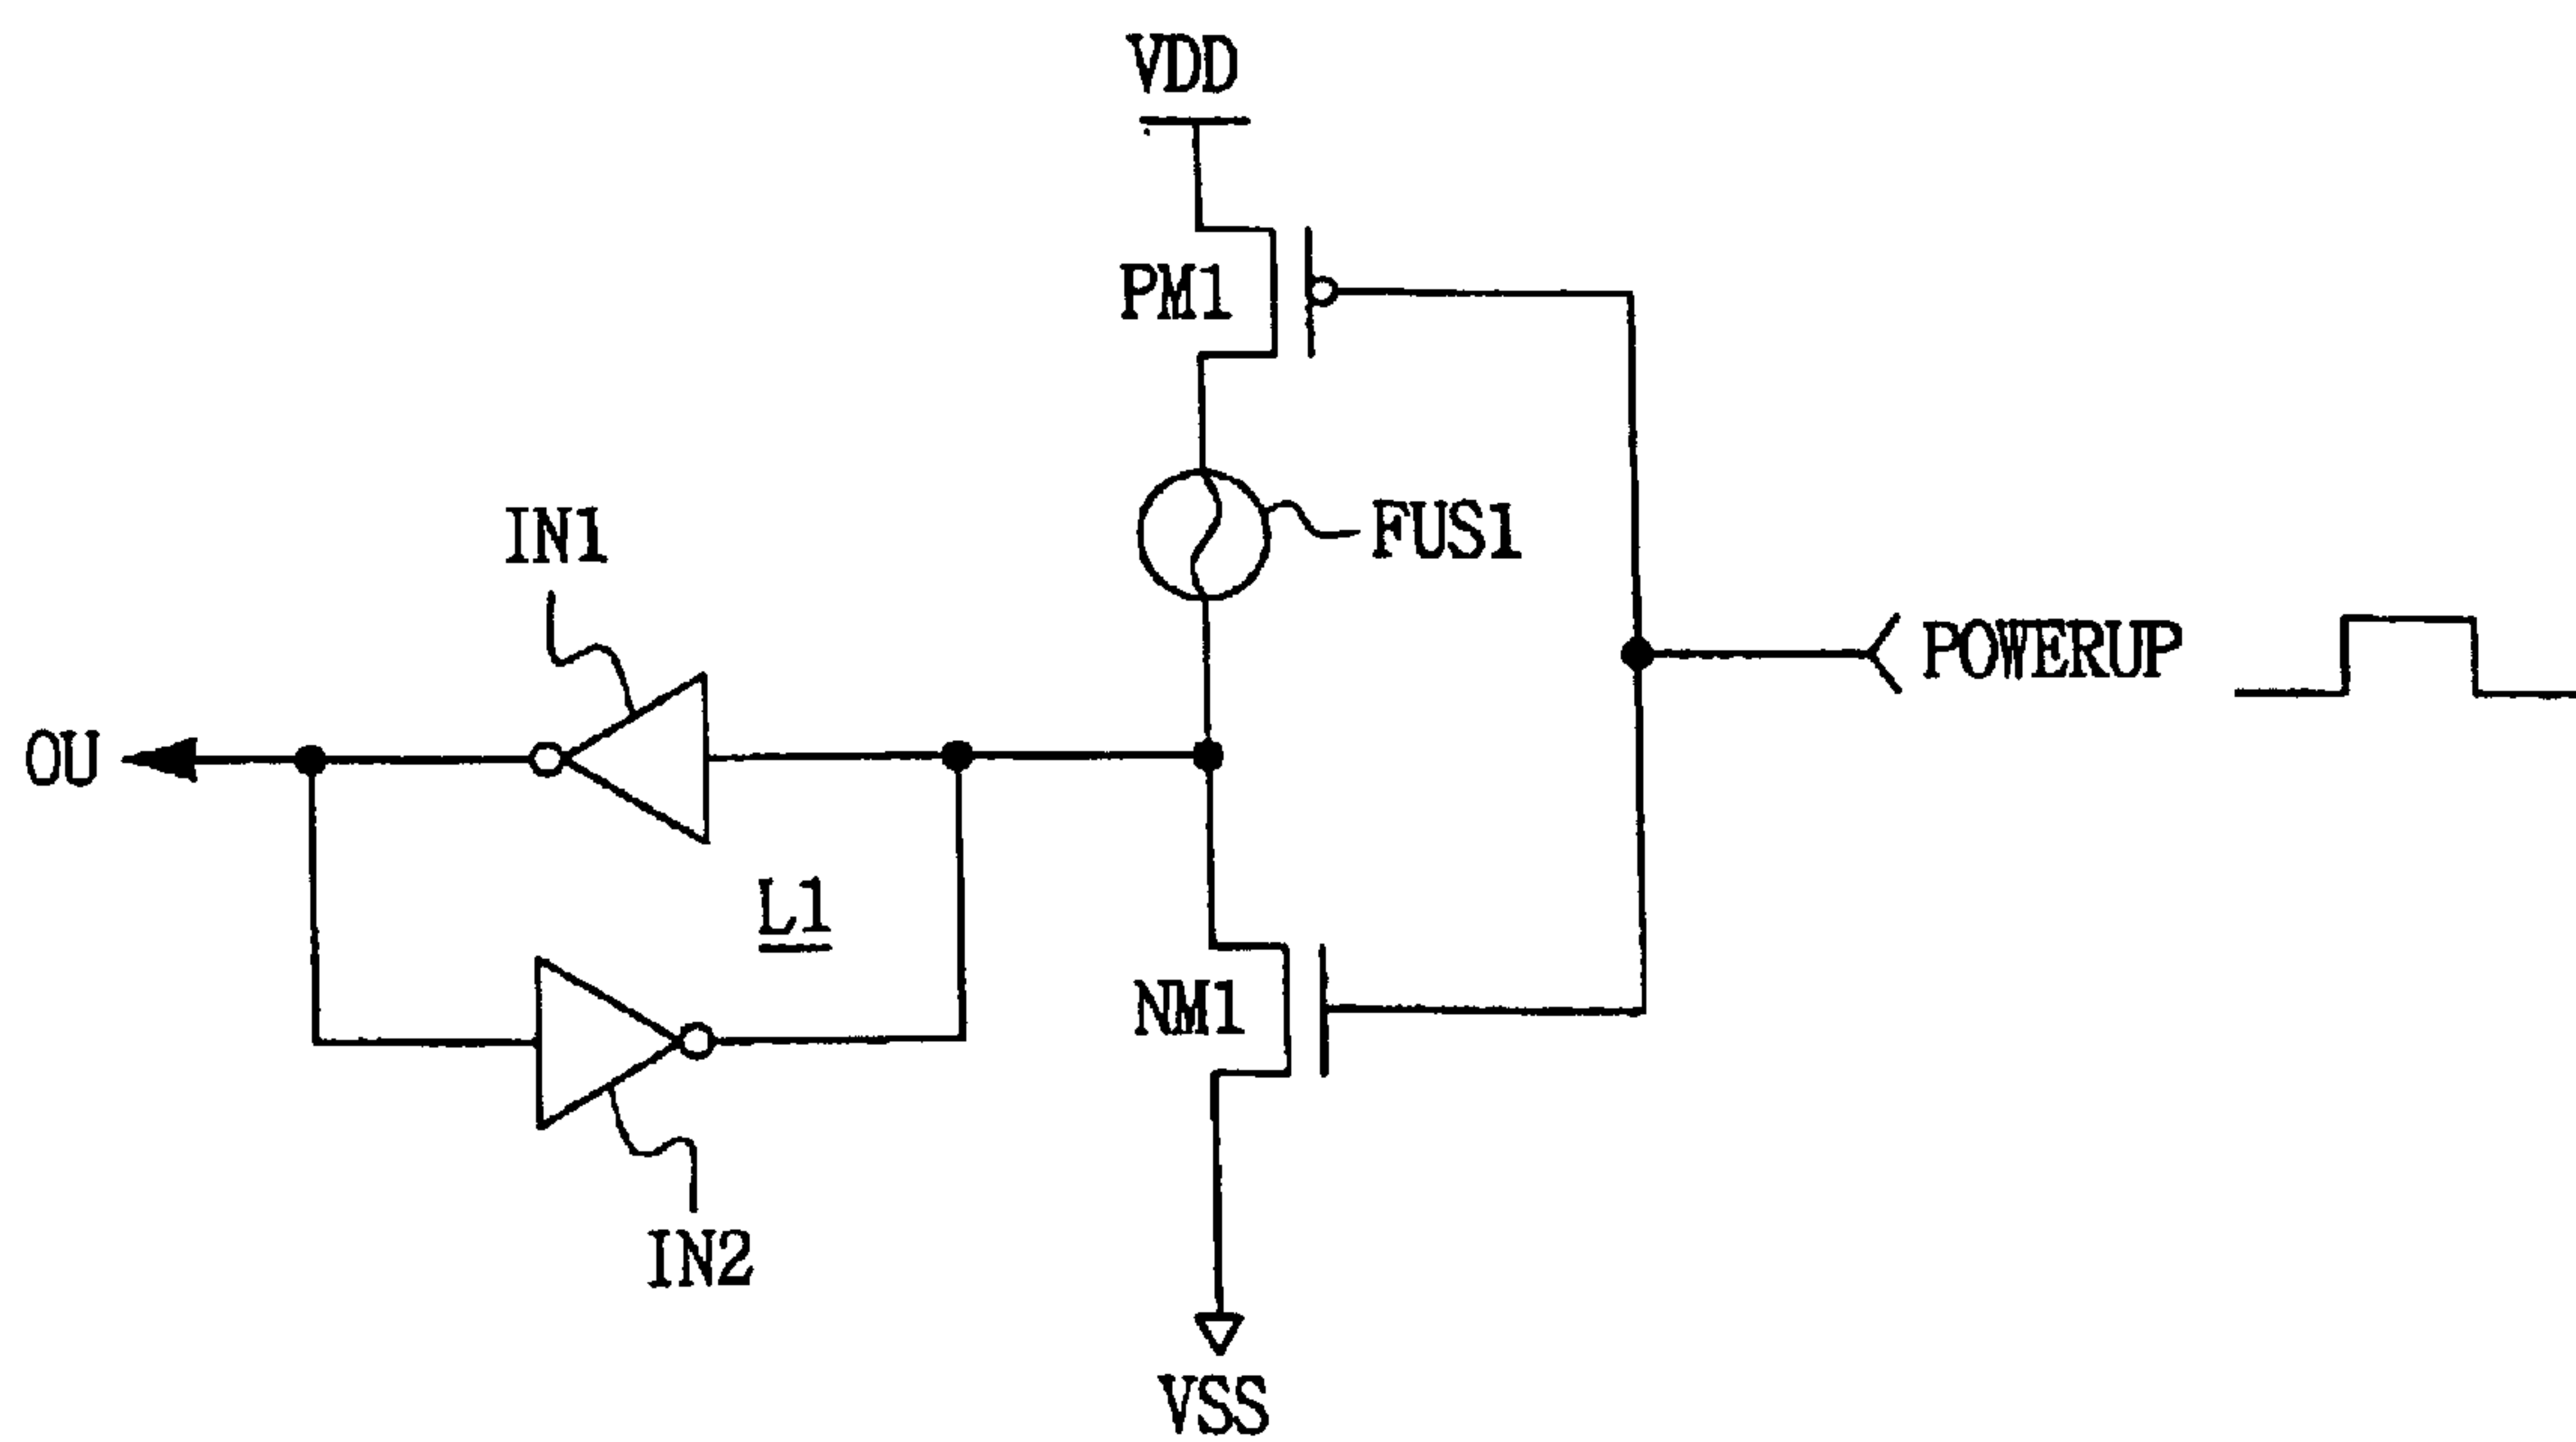 VDD
PM1
FUS1
IN1
POWERUP
OU
L1
NM1
IN2
VSS